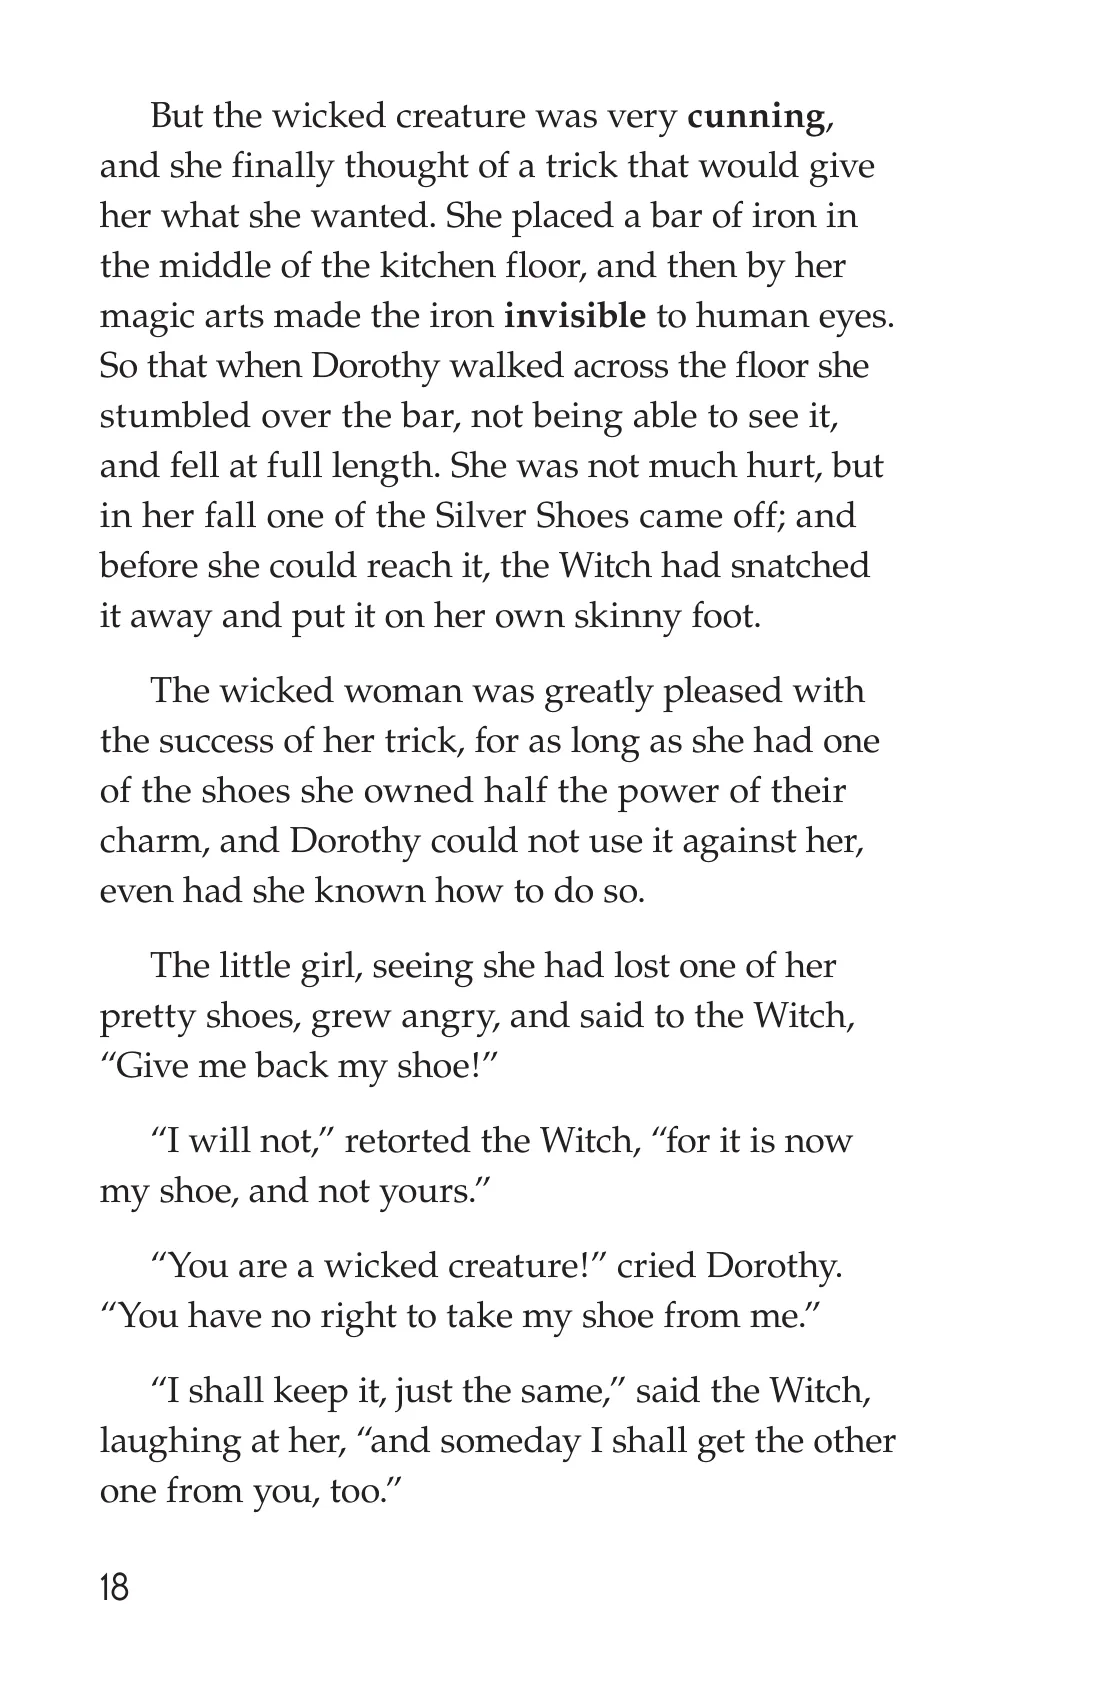 But the wicked creature was very cunning,
and she finally thought of a trick that would give
her what she wanted. She placed a bar of iron in
the middle of the kitchen floor, and then by her
magic arts made the iron invisible to human eyes.
So that when Dorothy walked across the floor she
stumbled over the bar, not being able to see it,
and fell at full length. She was not much hurt, but
in her fall one of the Silver Shoes came off; and
before she could reach it, the Witch had snatched
it away and put it on her own skinny foot.
The wicked woman was greatly pleased with
the success of her trick, for as long as she had one
of the shoes she owned half the power of their
charm, and Dorothy could not use it against her,
even had she known how to do so.
The little girl, seeing she had lost one of her
pretty shoes, grew angry, and said to the Witch,
“Give me back my shoe!”
“I will not,” retorted the Witch, “for it is now
my shoe, and not yours.”
“You are a wicked creature!” cried Dorothy.
“You have no right to take my shoe from me.”
“I shall keep it, just the same,” said the Witch,
laughing at her, “and someday I shall get the other
one from you, too.”
18